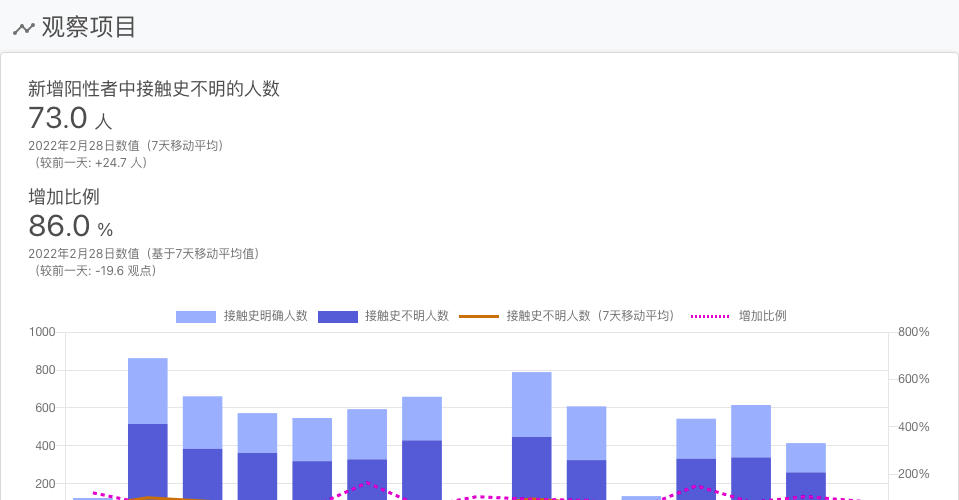 观察项目
新增阳性者中接触史不明的人数
73.0 人
2022年2月28日数值（7天移动平均）
（较前一天: +24.7 人）
增加比例
86.0 %
2022年2月28日数值（基于7天移动平均值）
（较前一天: -19.6 观点）
接触史明确人数 接触史不明人数 接触史不明人数（7天移动平均） 增加比例
1000 800%
800
600%
600
400%
400
200%
200